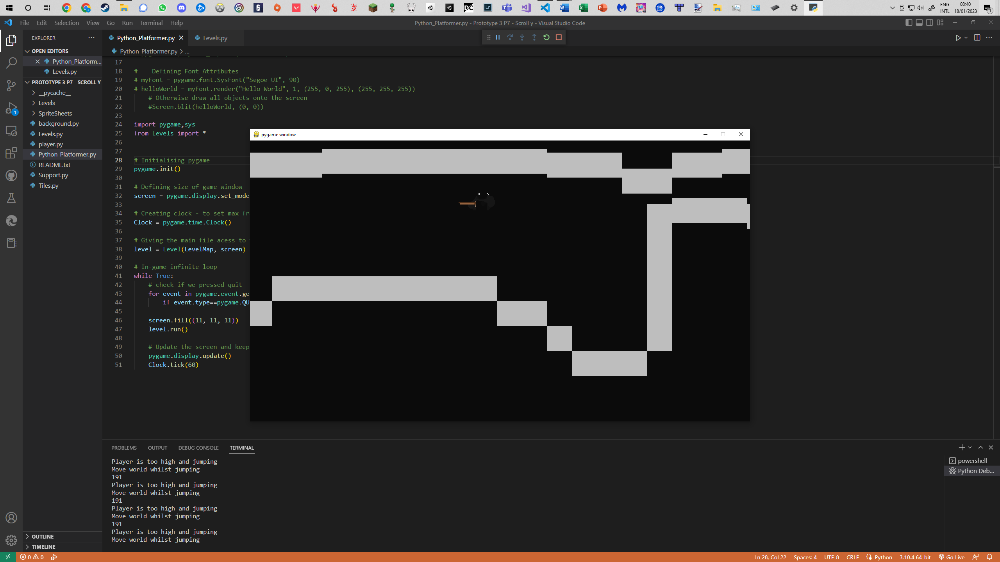 ENG
INTL
08:40
18/01/2023
1
File Edit Selection View Go Run Terminal Help
Python_Platformer.py - Prototype 3 P7 - Scroll y - Visual Studio Code
EXPLORER
OPEN EDITORS
Python_Platform...
Levels.py
PROTOTYPE 3 P7 - SCROLL Y
__pycache__
Levels
SpriteSheets
background.py
Levels.py
player.py
Python_Platformer.py
README.txt
Support.py
Tiles.py
OUTLINE
TIMELINE
1
Python_Platformer.py Levels.py
Python_Platformer.py > ...
17
18 #    Defining Font Attributes
19 # myFont = pygame.font.SysFont("Segoe UI", 90)
20 # helloWorld = myFont.render("Hello World", 1, (255, 0, 255), (255, 255, 255))
21     # Otherwise draw all objects onto the screen
22     #Screen.blit(helloWorld, (0, 0))
23
24 import pygame,sys
25 from Levels import *
26
27
28 # Initialising pygame
29 pygame.init()
30
31 # Defining size of game window
32 screen = pygame.display.set_mode
33
34 # Creating clock - to set max fr
35 Clock = pygame.time.Clock()
36
37 # Giving the main file acess to
38 level = Level(LevelMap, screen)
39
40 # In-game infinite loop
41 while True:
42     # check if we pressed quit
43     for event in pygame.event.ge
44         if event.type==pygame.QU
45
46     screen.fill((11, 11, 11))
47     level.run()
48
49     # Update the screen and keep
50     pygame.display.update()
51     Clock.tick(60)
pygame window
PROBLEMS OUTPUT DEBUG CONSOLE TERMINAL
Player is too high and jumping
Move world whilst jumping
191
Player is too high and jumping
Move world whilst jumping
191
Player is too high and jumping
Move world whilst jumping
191
Player is too high and jumping
Move world whilst jumping
powershell
Python Deb...
0 0
Ln 28, Col 22 Spaces: 4 UTF-8 CRLF Python 3.10.4 64-bit Go Live